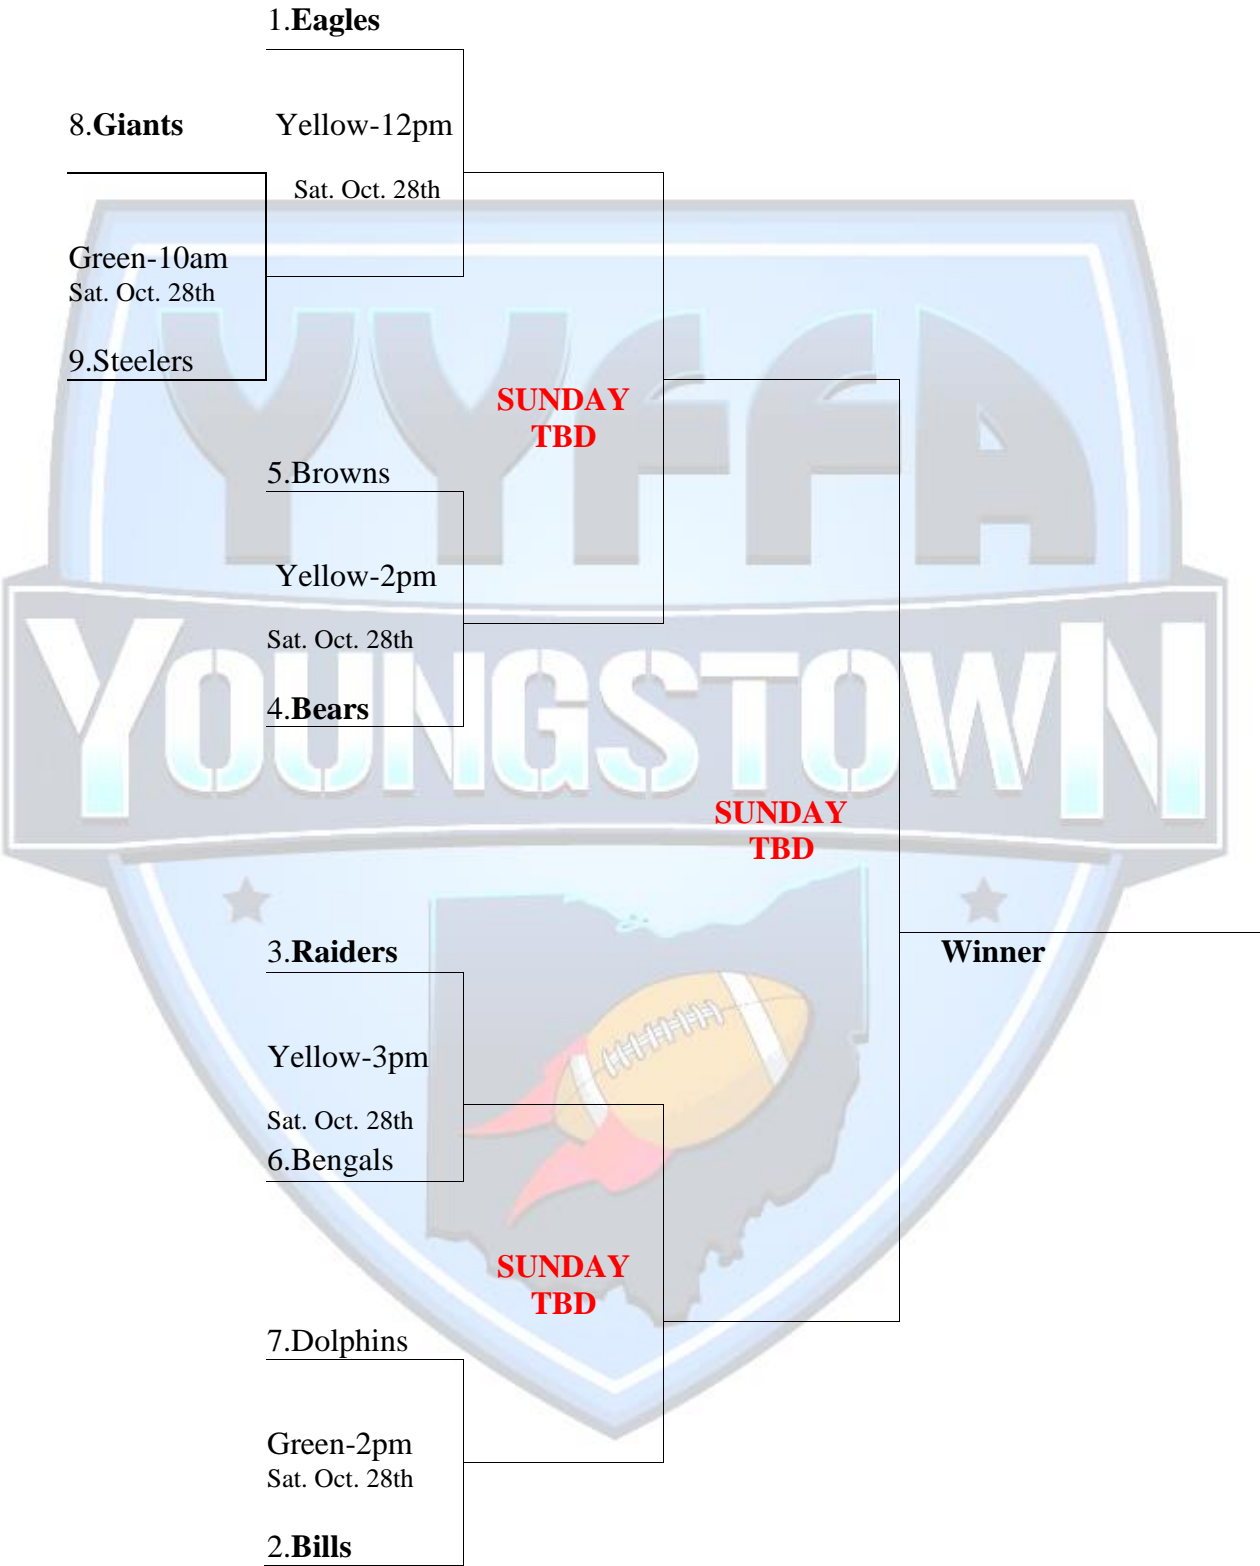 1.Eagles
8.Giants
Yellow-12pm
Sat. Oct. 28th
Green-10am
Sat. Oct. 28th
9.Steelers
SUNDAY
TBD
5.Browns
Yellow-2pm
Sat. Oct. 28th
4.Bears
SUNDAY
TBD
3.Raiders
Winner
Yellow-3pm
Sat. Oct. 28th
6.Bengals
SUNDAY
TBD
7.Dolphins
Green-2pm
Sat. Oct. 28th
2.Bills
YYFFA
YOUNGSTOWN